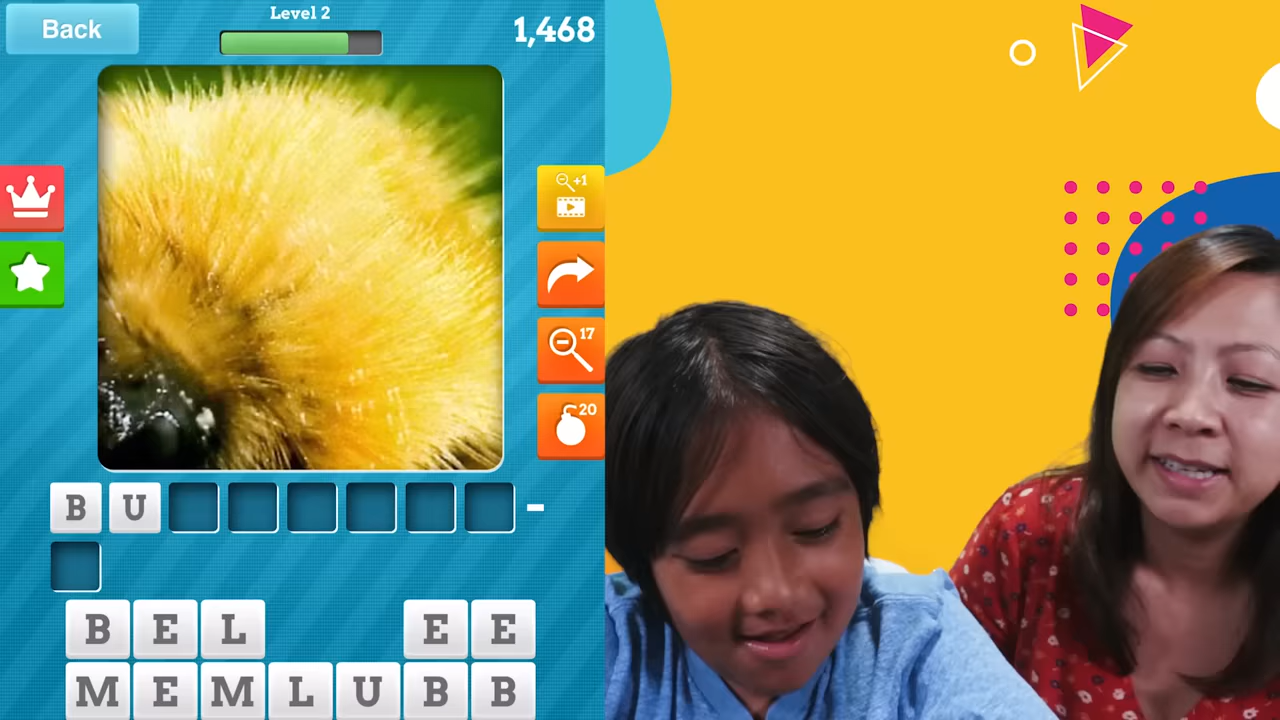 Back
Level 2
1,468
+1
17
20
B U
-
B E L E E
M E M L U B B